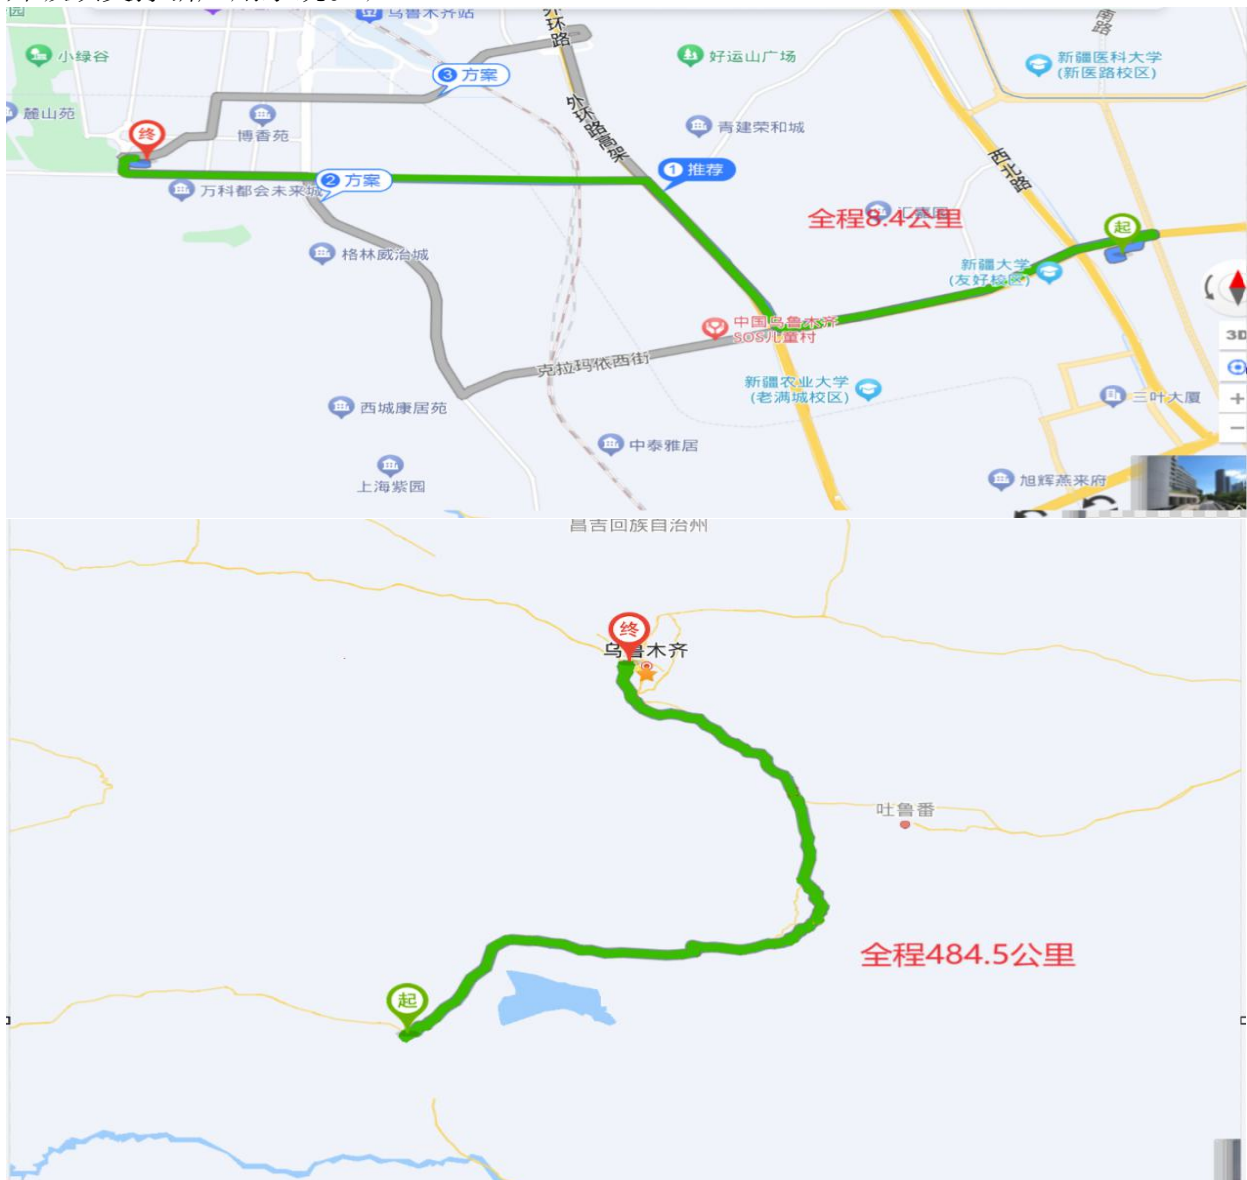 园
乌鲁木齐站
外环路
南路
小绿谷
3 方案
好运山广场
新疆医科大学
(新医路校区)
麓山苑
博香苑
外环路高架
青建荣和城
终
西北路
万科都会未来城
2 方案
1 推荐
全程8.4公里
起
格林威治城
新疆大学
(友好校区)
中国乌鲁木齐
SOS儿童村
3D
克拉玛依西街
新疆农业大学
(老满城校区)
三叶大厦
西城康居苑
中泰雅居
上海紫园
旭辉燕来府
昌吉回族自治州
终
乌鲁木齐
吐鲁番
全程484.5公里
起